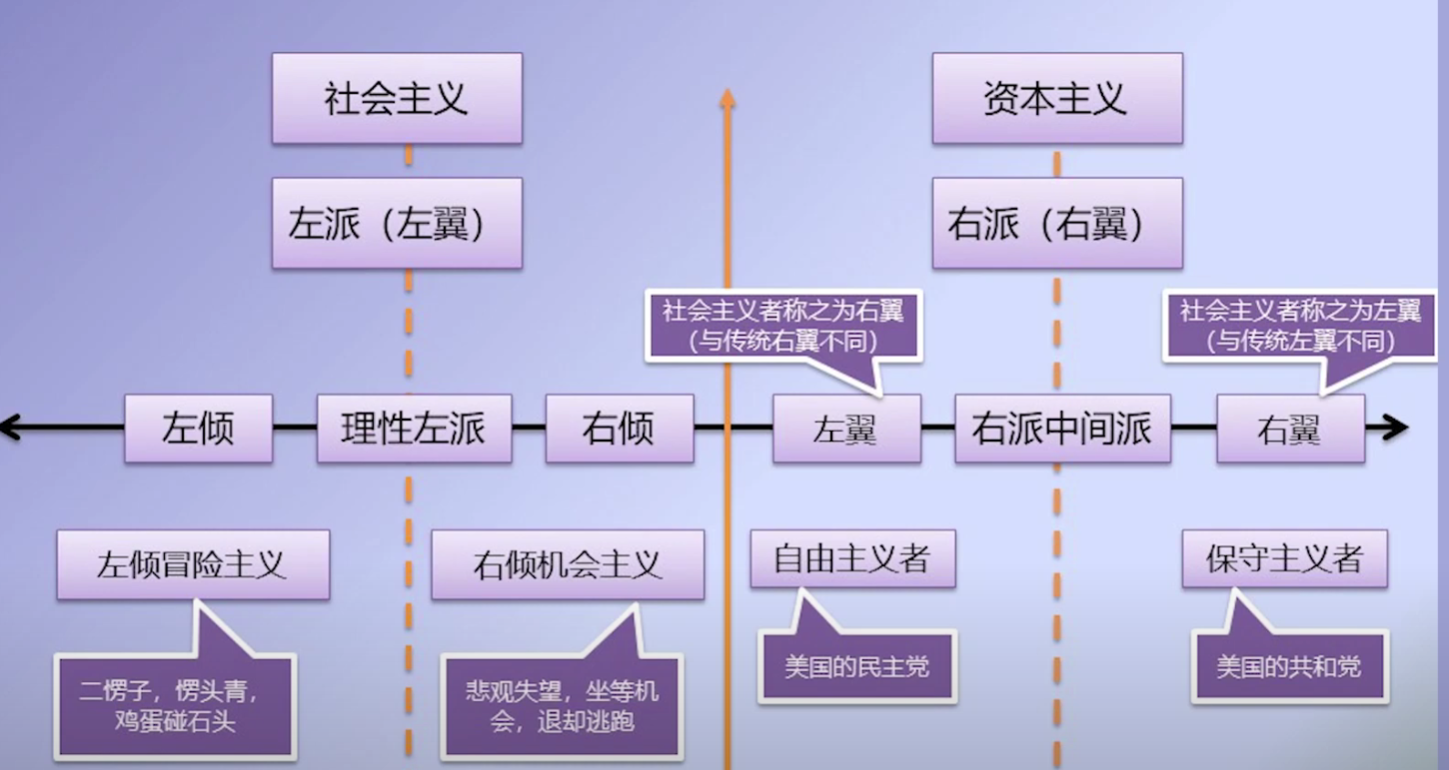 社会主义
资本主义
左派（左翼）
右派（右翼）
社会主义者称之为右翼
（与传统右翼不同）
社会主义者称之为左翼
（与传统左翼不同）
左倾
理性左派
右倾
左翼
右派中间派
右翼
左倾冒险主义
右倾机会主义
自由主义者
保守主义者
二愣子，愣头青，
鸡蛋碰石头
悲观失望，坐等机
会，退却逃跑
美国的民主党
美国的共和党